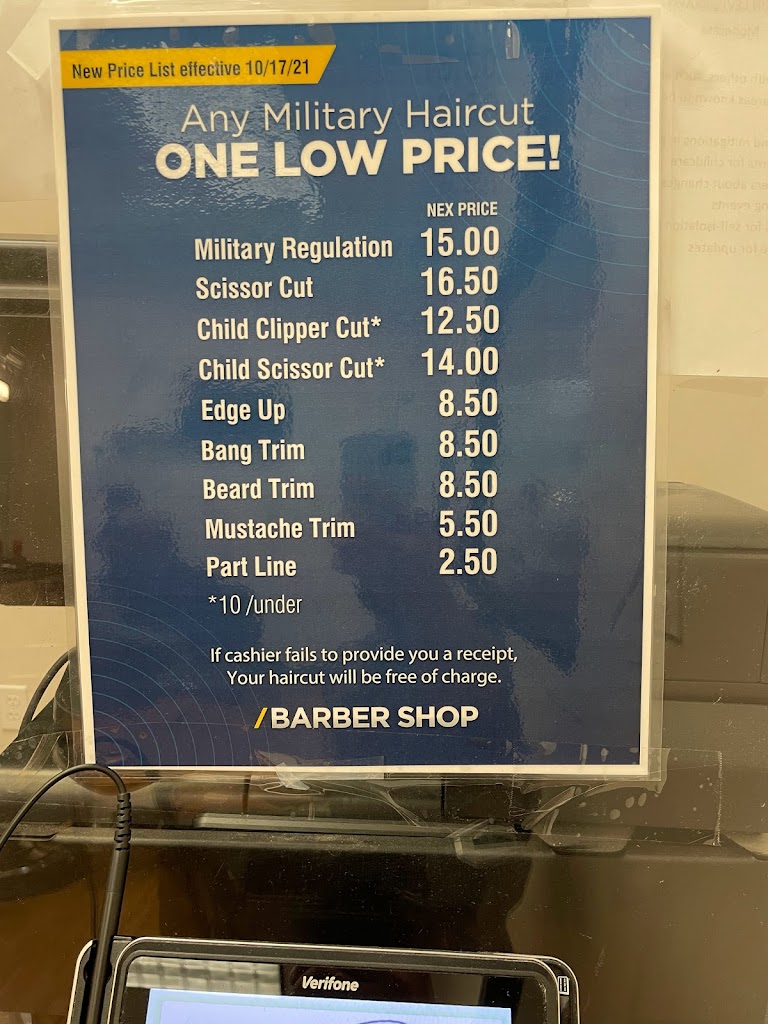 New Price List effective 10/17/21
Any Military Haircut
ONE LOW PRICE!
NEX PRICE
Military Regulation 15.00
Scissor Cut 16.50
Child Clipper Cut* 12.50
Child Scissor Cut* 14.00
Edge Up 8.50
Bang Trim 8.50
Beard Trim 8.50
Mustache Trim 5.50
Part Line 2.50
*10 /under
If cashier fails to provide you a receipt,
Your haircut will be free of charge.
/BARBER SHOP
Verifone